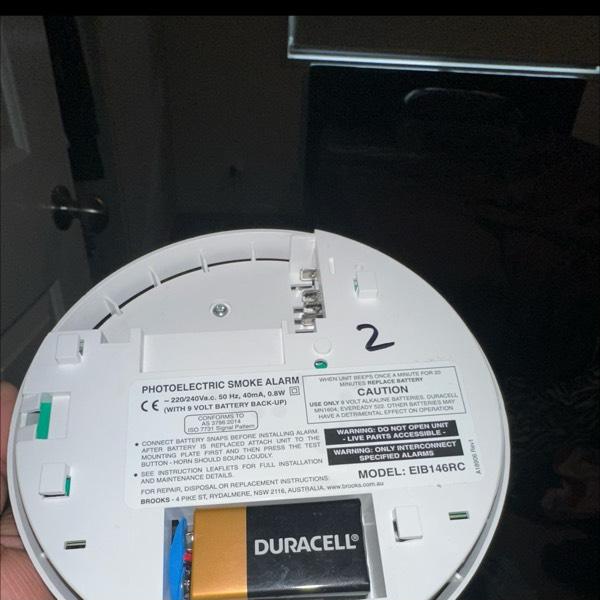 2
PHOTOELECTRIC SMOKE ALARM
CE ~ 220/240Va.c. 50 Hz, 40mA, 0.8W
(WITH 9 VOLT BATTERY BACK-UP)
CONFORMS TO
AS 3786:2014
ISO 7731 Signal Pattern
• CONNECT BATTERY SNAPS BEFORE INSTALLING ALARM.
AFTER BATTERY IS REPLACED ATTACH UNIT TO THE
MOUNTING PLATE FIRST AND THEN PRESS THE TEST
BUTTON - HORN SHOULD SOUND LOUDLY.
• SEE INSTRUCTION LEAFLETS FOR FULL INSTALLATION
AND MAINTENANCE DETAILS.
FOR REPAIR, DISPOSAL OR REPLACEMENT INSTRUCTIONS:
BROOKS - 4 PIKE ST, RYDALMERE, NSW 2116, AUSTRALIA. www.brooks.com.au
WHEN UNIT BEEPS ONCE A MINUTE FOR 20
MINUTES REPLACE BATTERY
CAUTION
USE ONLY 9 VOLT ALKALINE BATTERIES. DURACELL
MN1604; EVEREADY 522. OTHER BATTERIES MAY
HAVE A DETRIMENTAL EFFECT ON OPERATION
WARNING: DO NOT OPEN UNIT
- LIVE PARTS ACCESSIBLE -
WARNING: ONLY INTERCONNECT
SPECIFIED ALARMS
MODEL: EIB146RC
DURACELL®